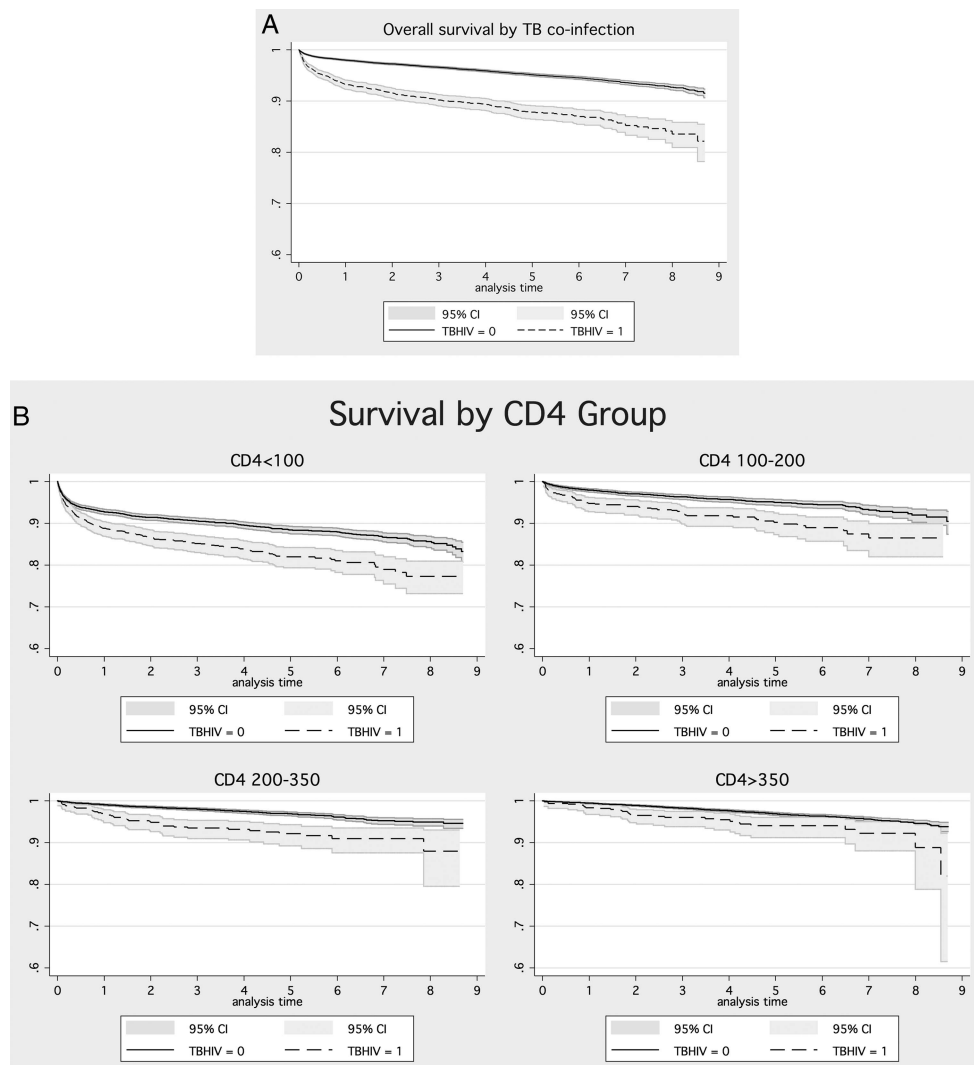 A
Overall survival by TB co-infection
1
.9
.8
.7
.6
0 1 2 3 4 5 6 7 8 9
analysis time
95% CI 95% CI
TBHIV = 0 TBHIV = 1
B
Survival by CD4 Group
CD4<100
1
.9
.8
.7
.6
0 1 2 3 4 5 6 7 8 9
analysis time
95% CI 95% CI
TBHIV = 0 TBHIV = 1
CD4 100-200
1
.9
.8
.7
.6
0 1 2 3 4 5 6 7 8 9
analysis time
95% CI 95% CI
TBHIV = 0 TBHIV = 1
CD4 200-350
1
.9
.8
.7
.6
0 1 2 3 4 5 6 7 8 9
analysis time
95% CI 95% CI
TBHIV = 0 TBHIV = 1
CD4>350
1
.9
.8
.7
.6
0 1 2 3 4 5 6 7 8 9
analysis time
95% CI 95% CI
TBHIV = 0 TBHIV = 1